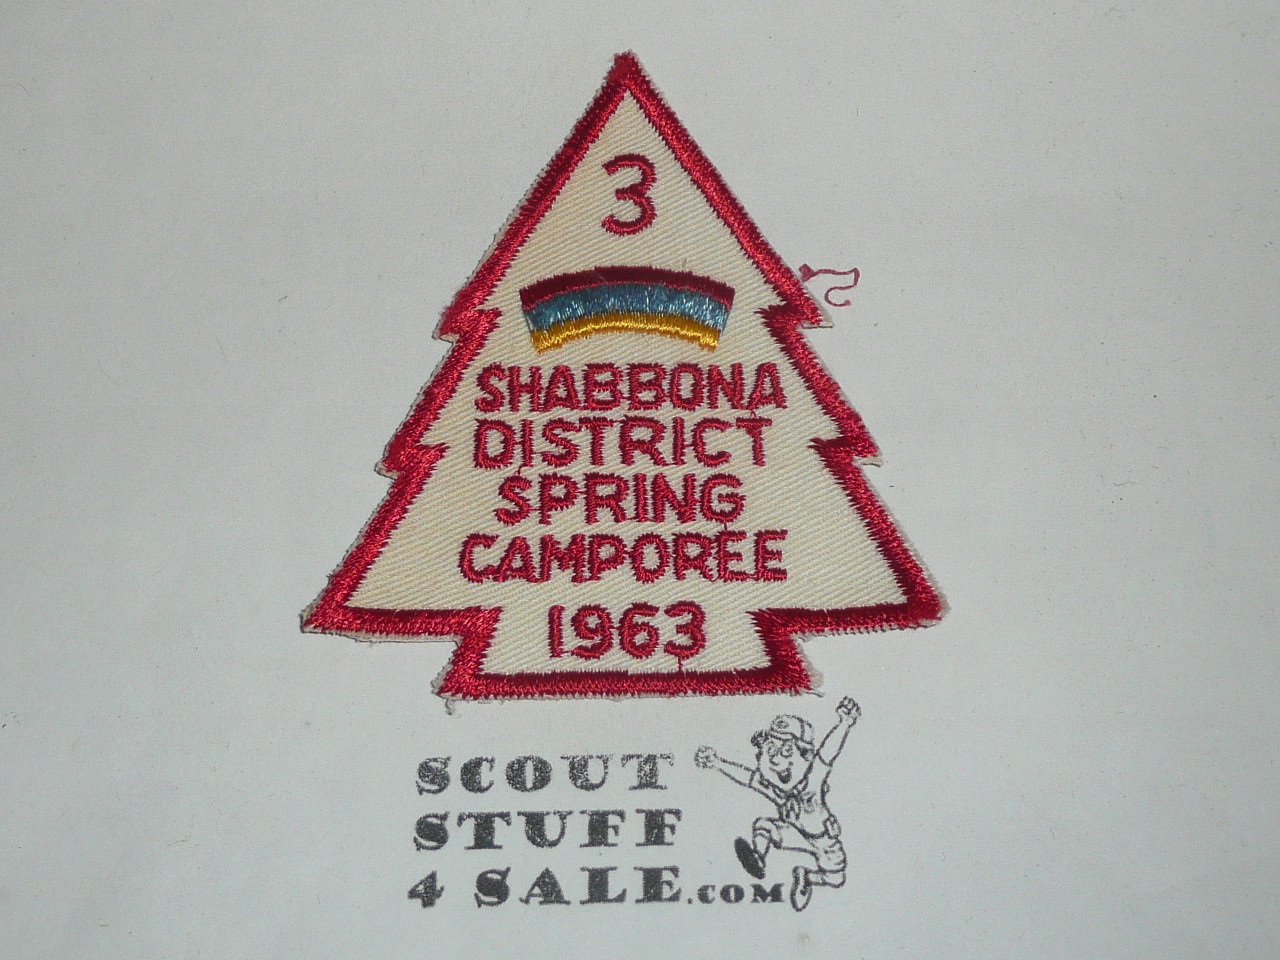 3
SHABBONA
DISTRICT
SPRING
CAMPOREE
1963
SCOUT
STUFF
4 SALE.COM